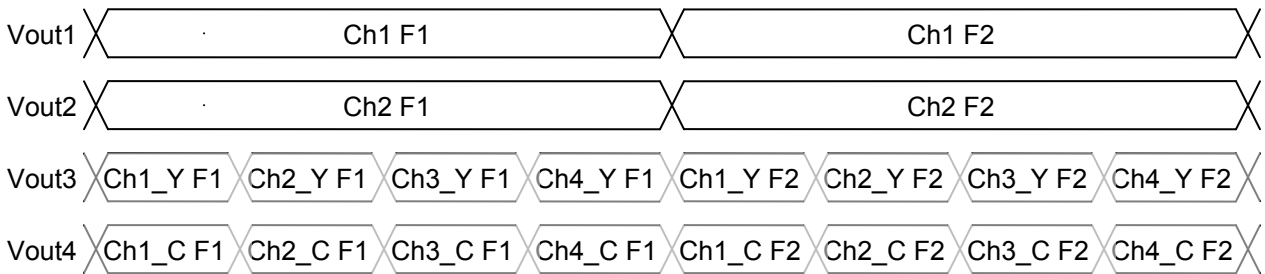 Vout1 Ch1 F1 Ch1 F2
Vout2 Ch2 F1 Ch2 F2
Vout3 Ch1_Y F1 Ch2_Y F1 Ch3_Y F1 Ch4_Y F1 Ch1_Y F2 Ch2_Y F2 Ch3_Y F2 Ch4_Y F2
Vout4 Ch1_C F1 Ch2_C F1 Ch3_C F1 Ch4_C F1 Ch1_C F2 Ch2_C F2 Ch3_C F2 Ch4_C F2